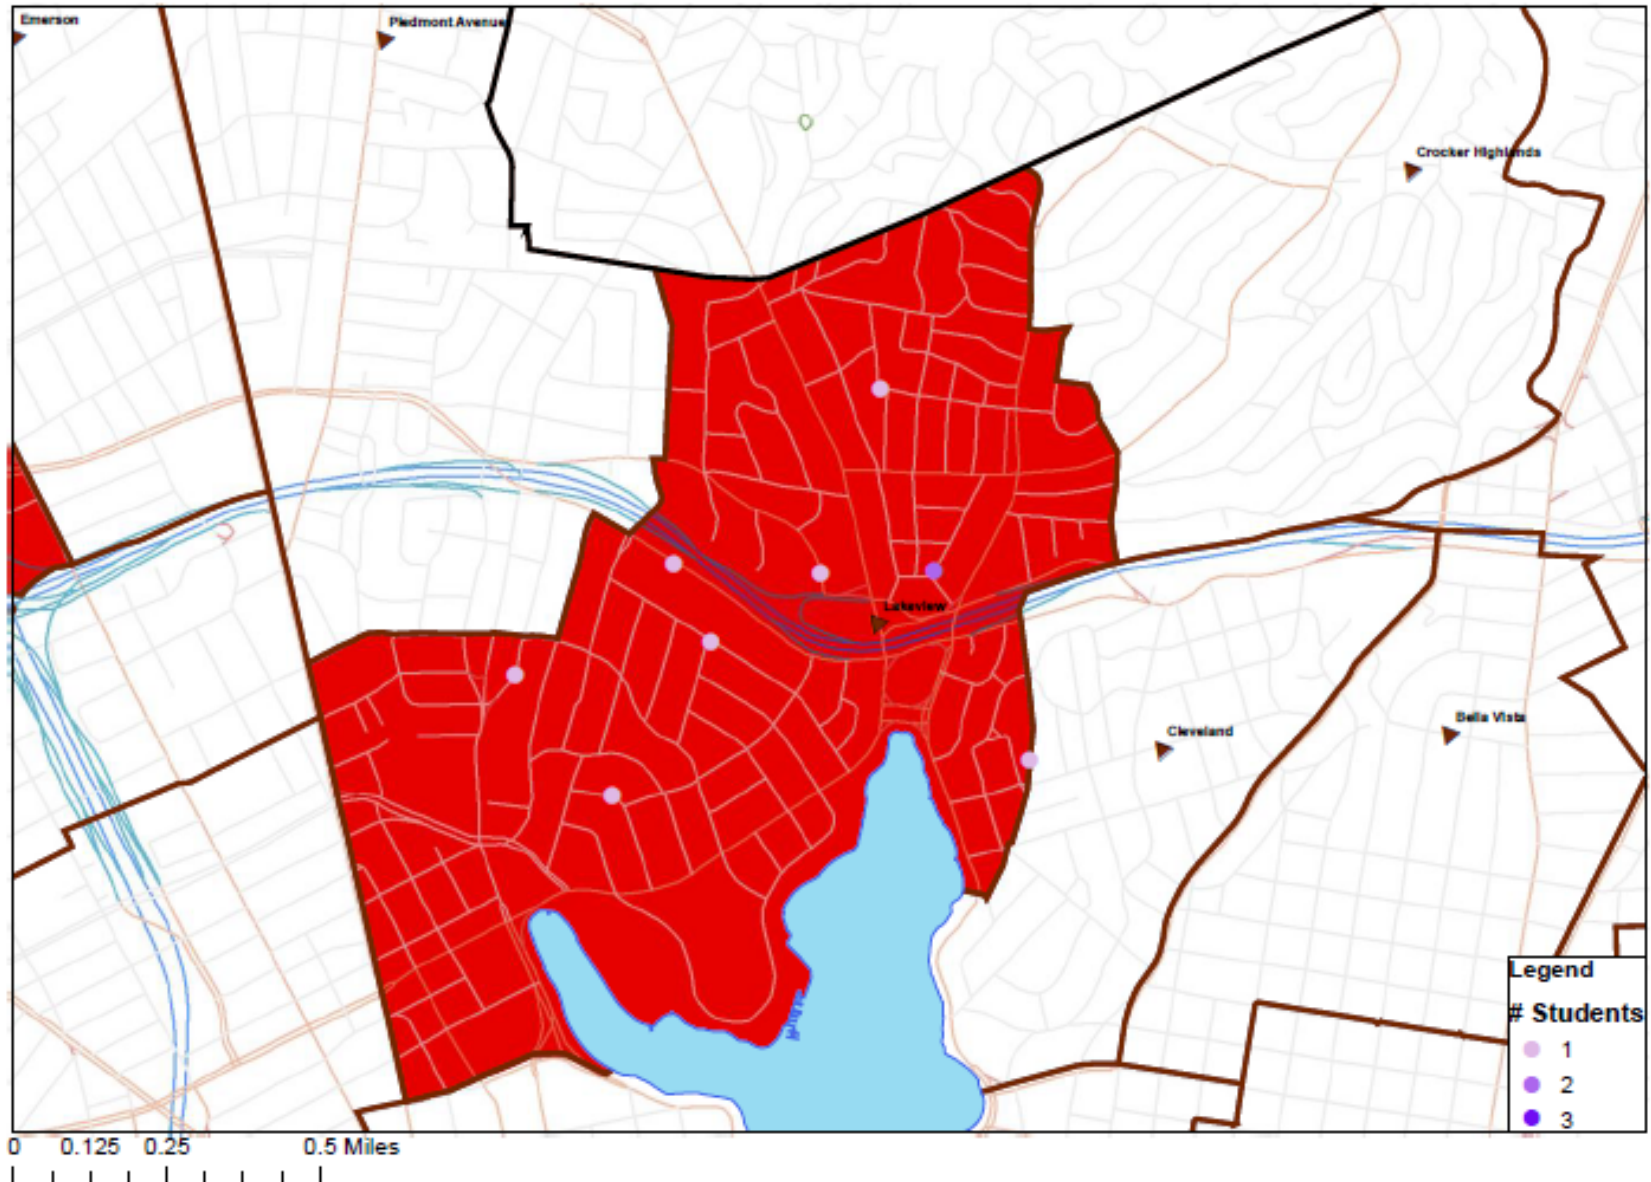 Emerson
Piedmont Avenue
Crocker Highlands
Lakeview
Cleveland
Bella Vista
Legend
# Students
1
2
3
0 0.125 0.25 0.5 Miles